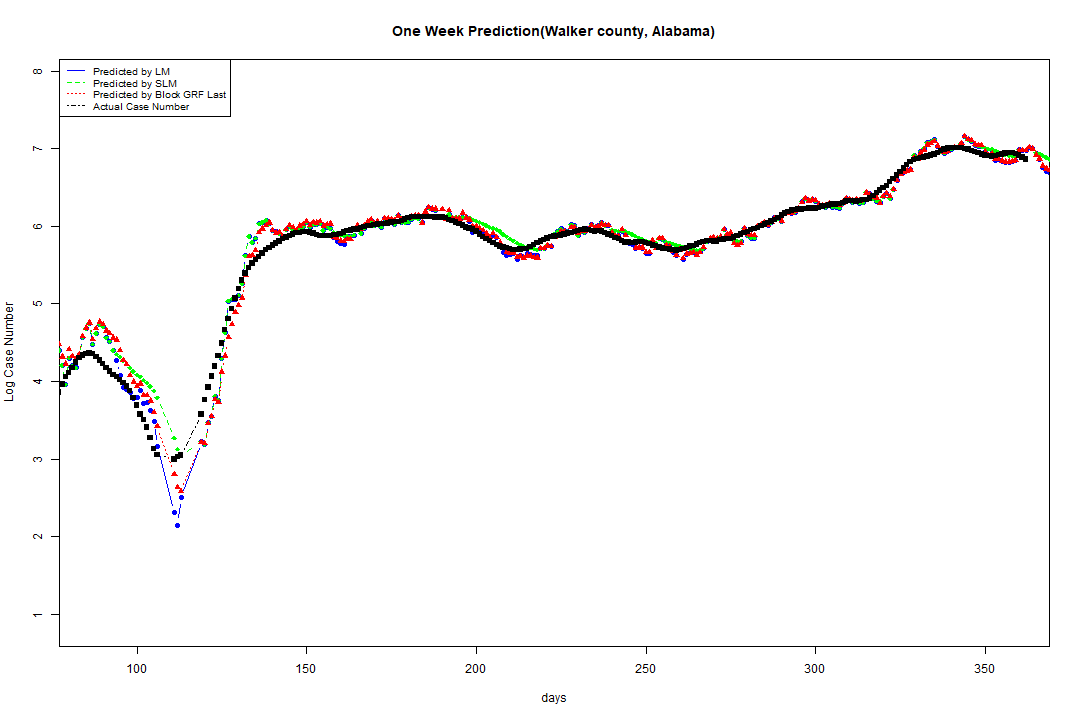 One Week Prediction(Walker county, Alabama)
Predicted by LM
Predicted by SLM
Predicted by Block GRF Last
Actual Case Number
8
7
6
5
4
3
2
1
Log Case Number
100 150 200 250 300 350
days